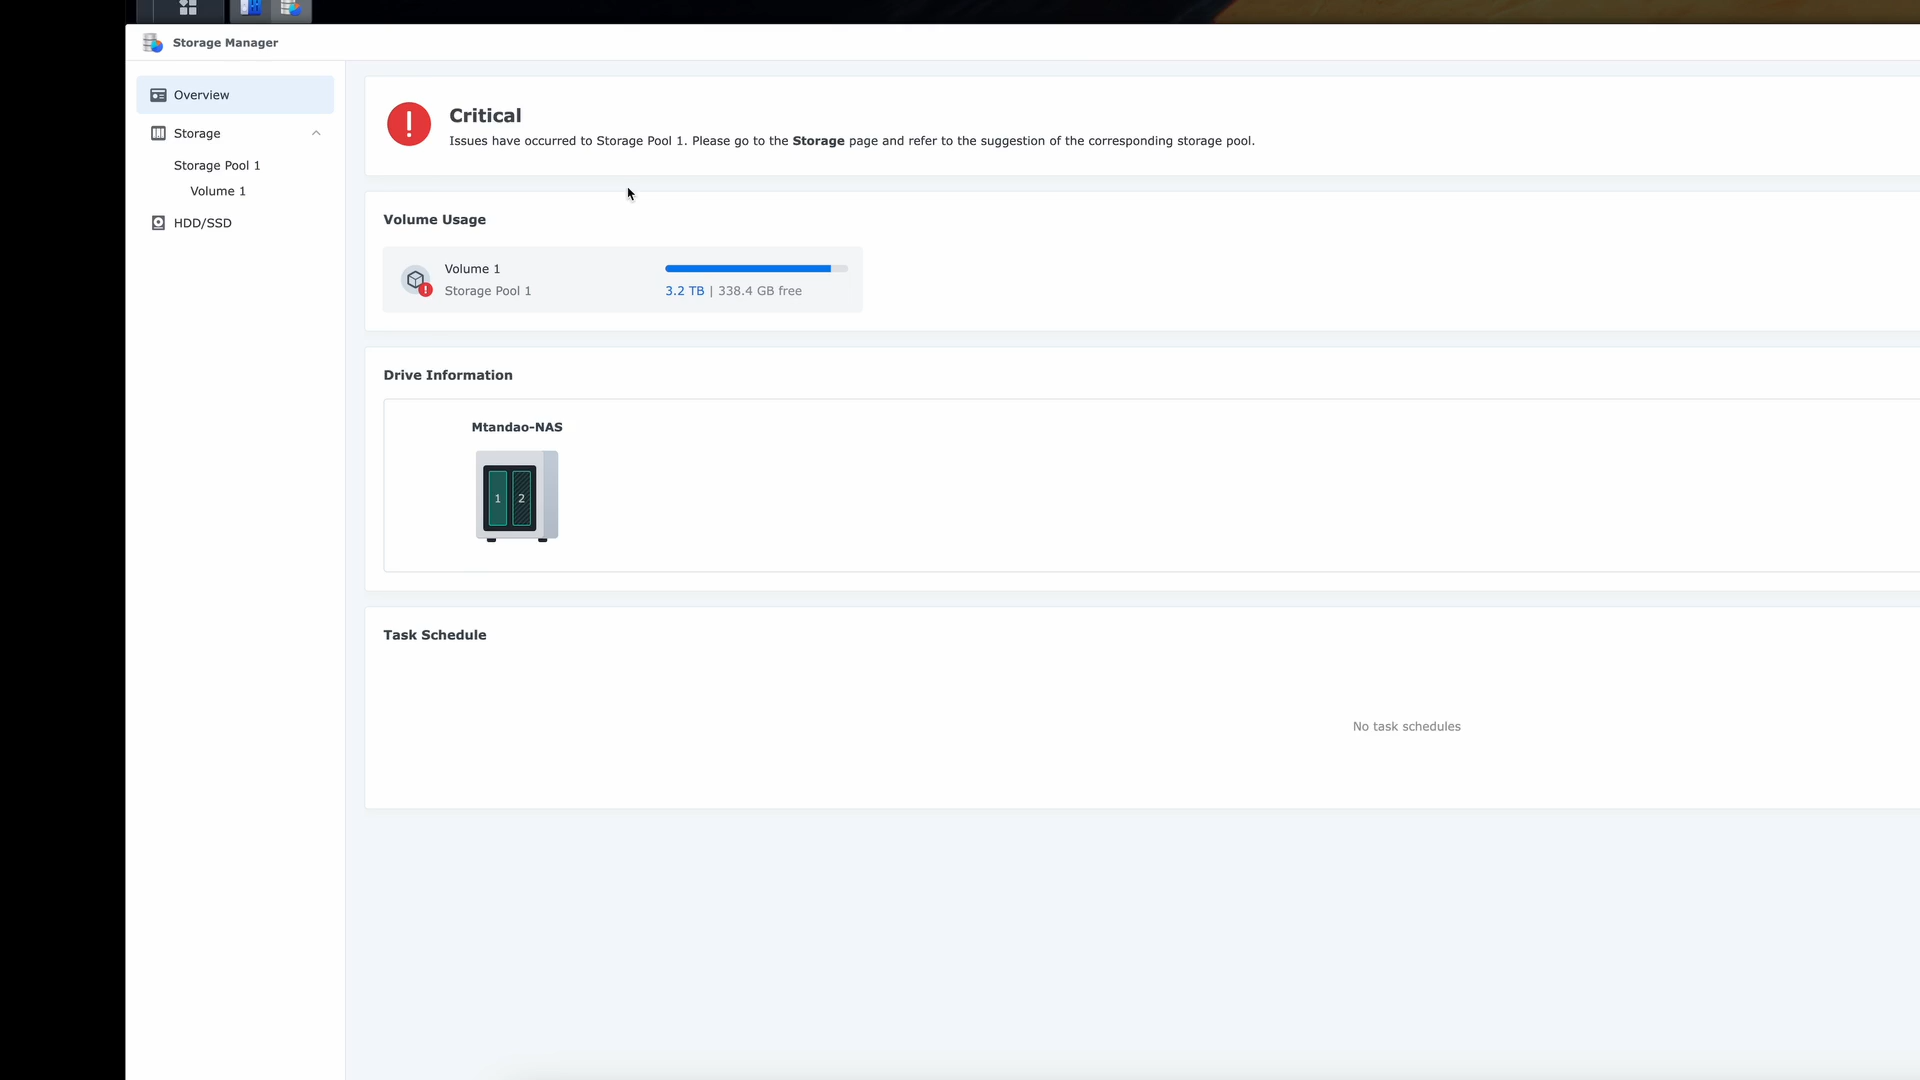 Storage Manager
Overview
Storage
Storage Pool 1
Volume 1
HDD/SSD
Critical
Issues have occurred to Storage Pool 1. Please go to the Storage page and refer to the suggestion of the corresponding storage pool.
Volume Usage
Volume 1
Storage Pool 1
3.2 TB | 338.4 GB free
Drive Information
Mtandao-NAS
1 2
Task Schedule
No task schedules